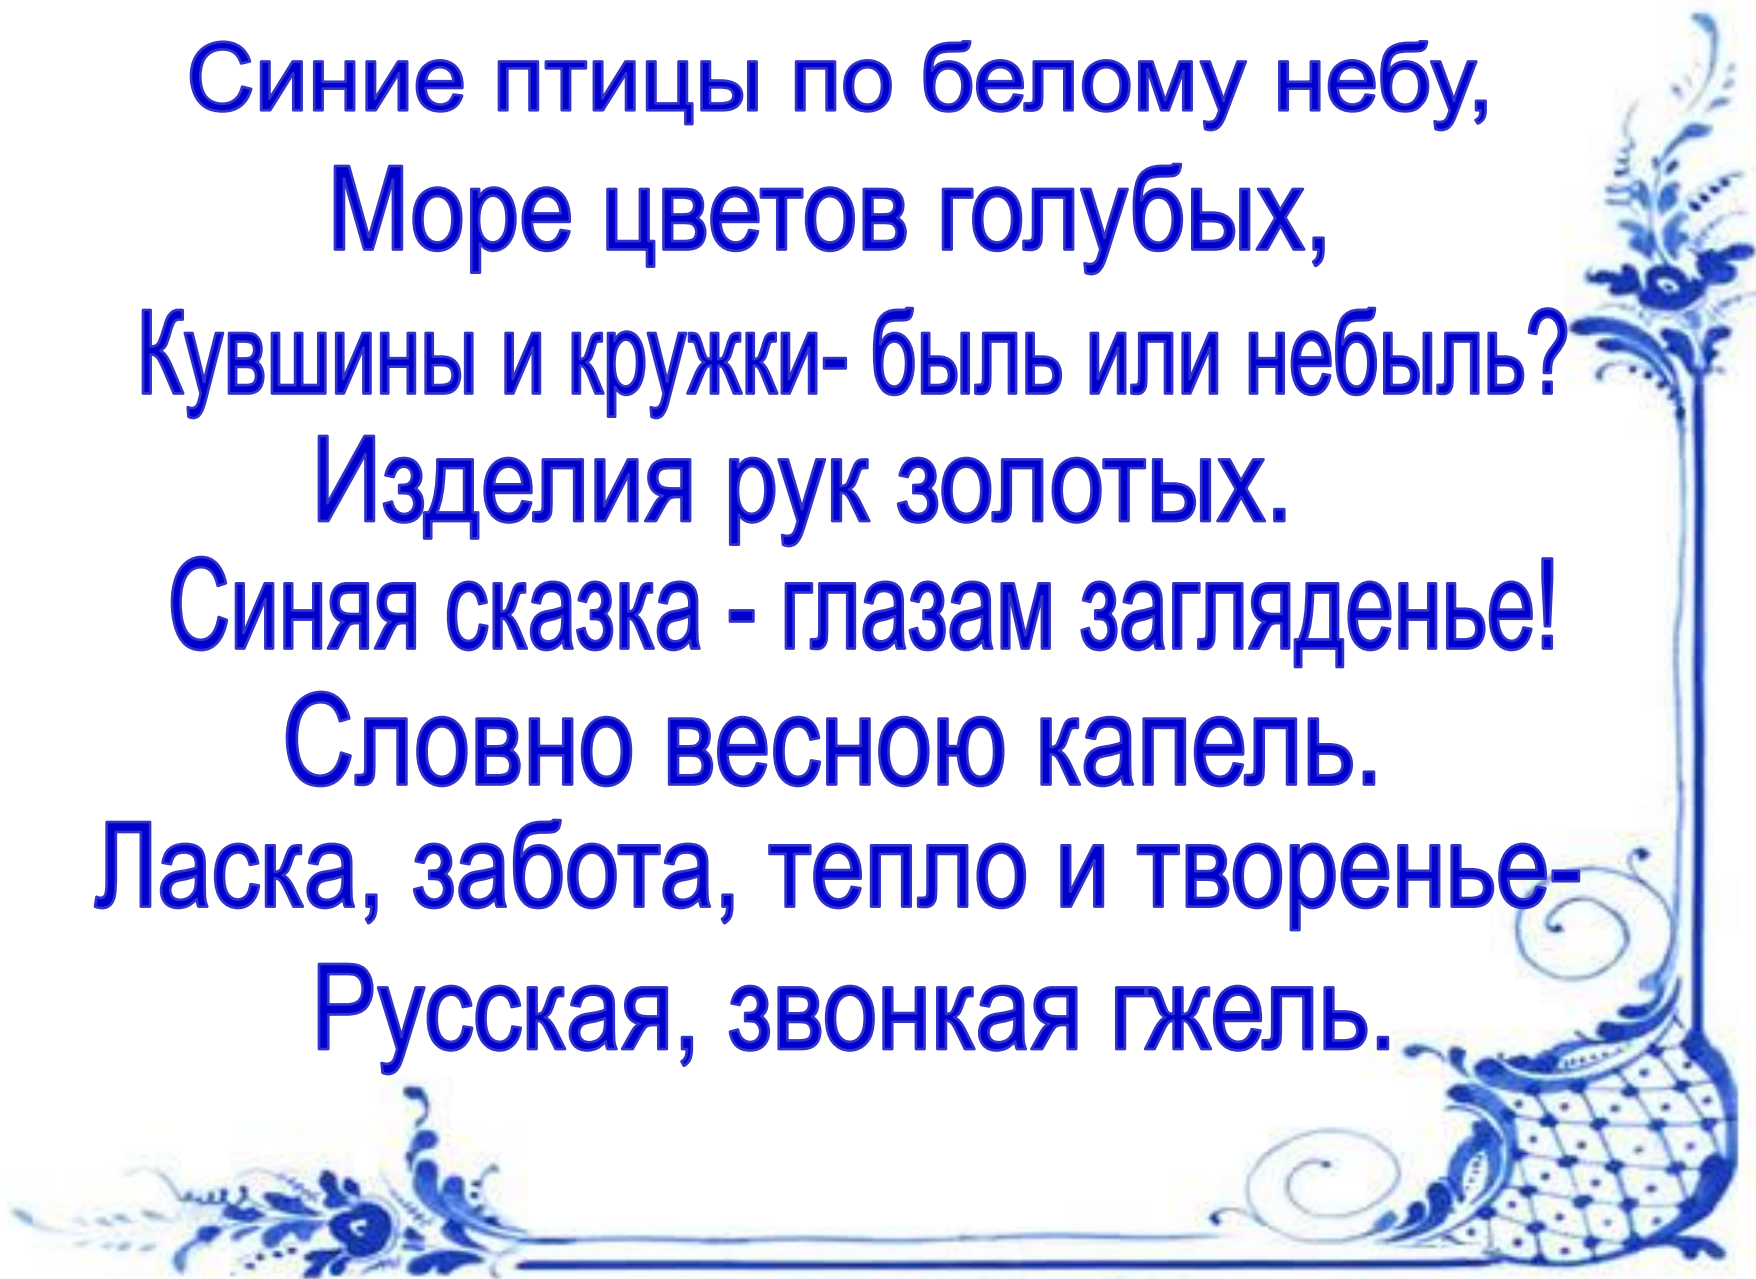 Синие птицы по белому небу,
Море цветов голубых,
Кувшины и кружки- быль или небыль?
Изделия рук золотых.
Синяя сказка - глазам загляденье!
Словно весною капель.
Ласка, забота, тепло и творенье-
Русская, звонкая гжель.